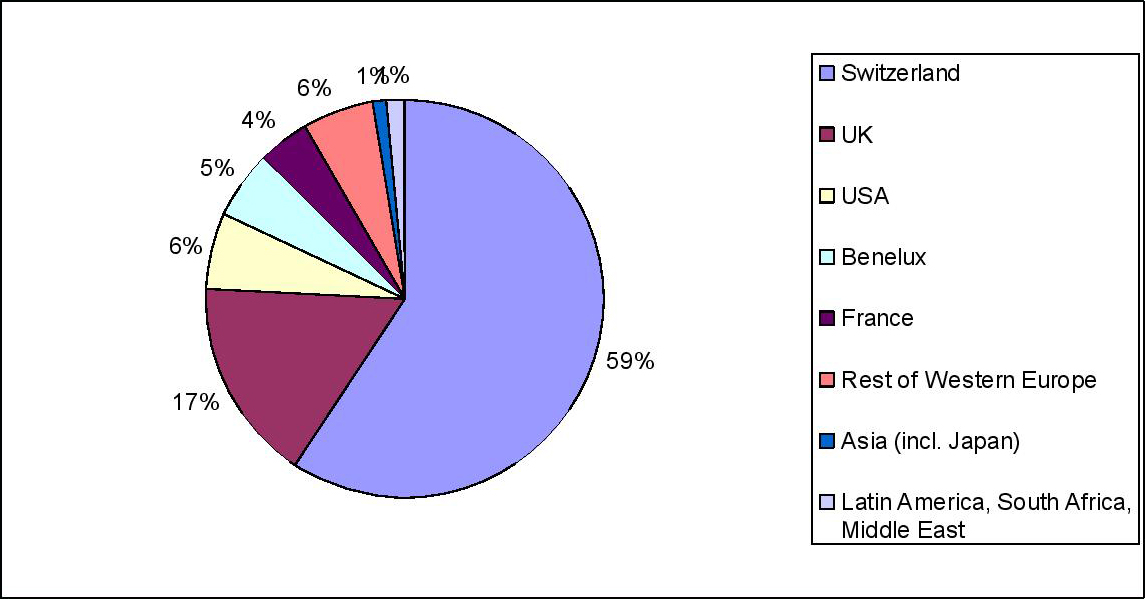 6%
1%
1%
4%
5%
6%
59%
17%
Switzerland
UK
USA
Benelux
France
Rest of Western Europe
Asia (incl. Japan)
Latin America, South Africa,
Middle East